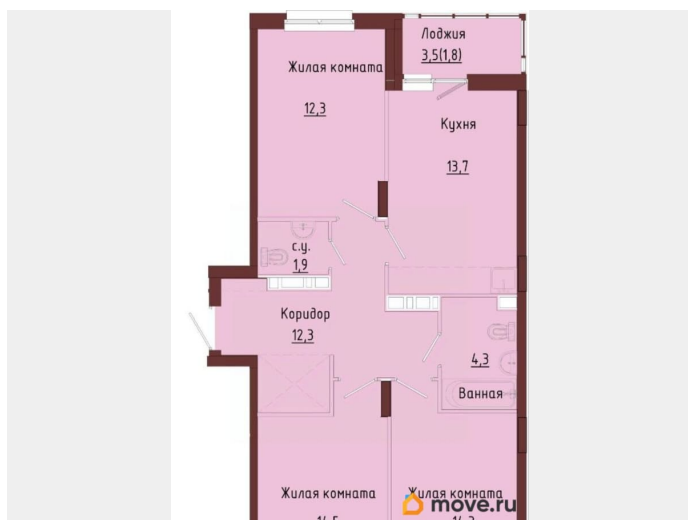 Лоджия
3,5(1,8)
Жилая комната
12,3
Кухня
13,7
с.у.
1,9
Коридор
12,3
4,3
Ванная
Жилая комната
Жилая комната
move.ru